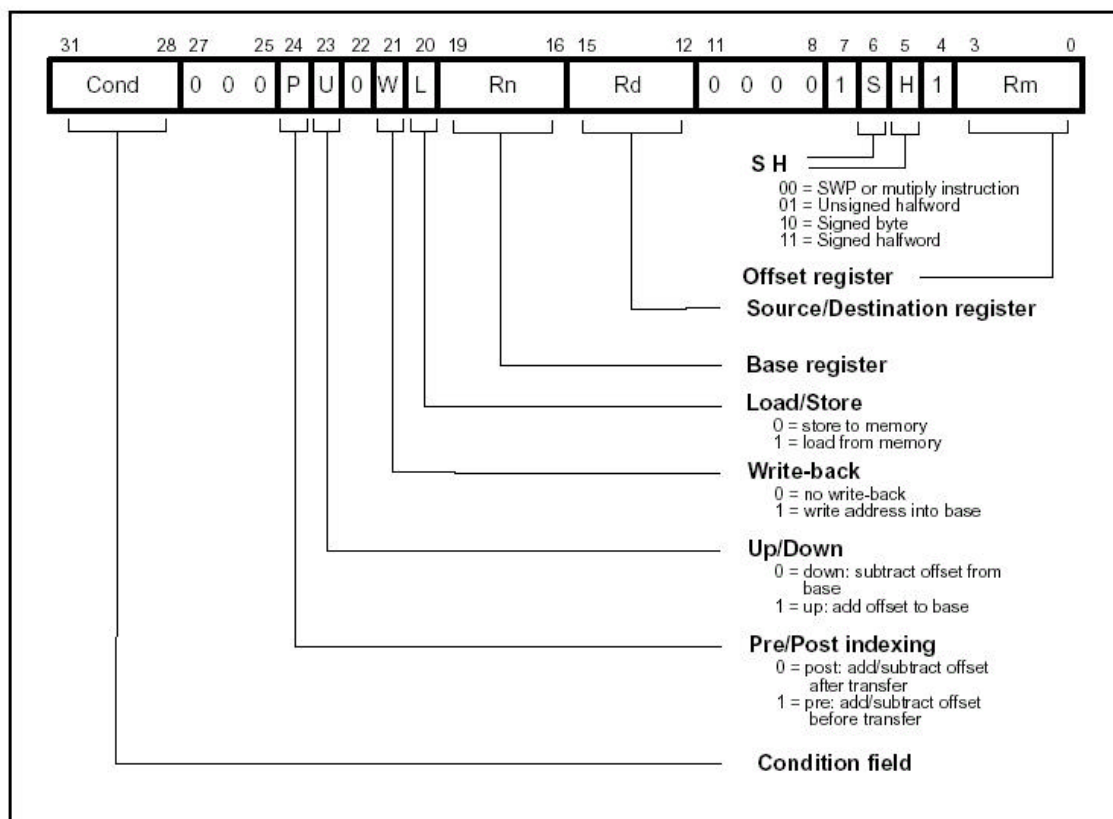 31 28 27 25 24 23 22 21 20 19 16 15 12 11 8 7 6 5 4 3 0
Cond 0 0 0 P U 0 W L Rn Rd 0 0 0 0 1 S H 1 Rm
S H
00 = SWP or mutiply instruction
01 = Unsigned halfword
10 = Signed byte
11 = Signed halfword
Offset register
Source/Destination register
Base register
Load/Store
0 = store to memory
1 = load from memory
Write-back
0 = no write-back
1 = write address into base
Up/Down
0 = down: subtract offset from
base
1 = up: add offset to base
Pre/Post indexing
0 = post: add/subtract offset
after transfer
1 = pre: add/subtract offset
before transfer
Condition field